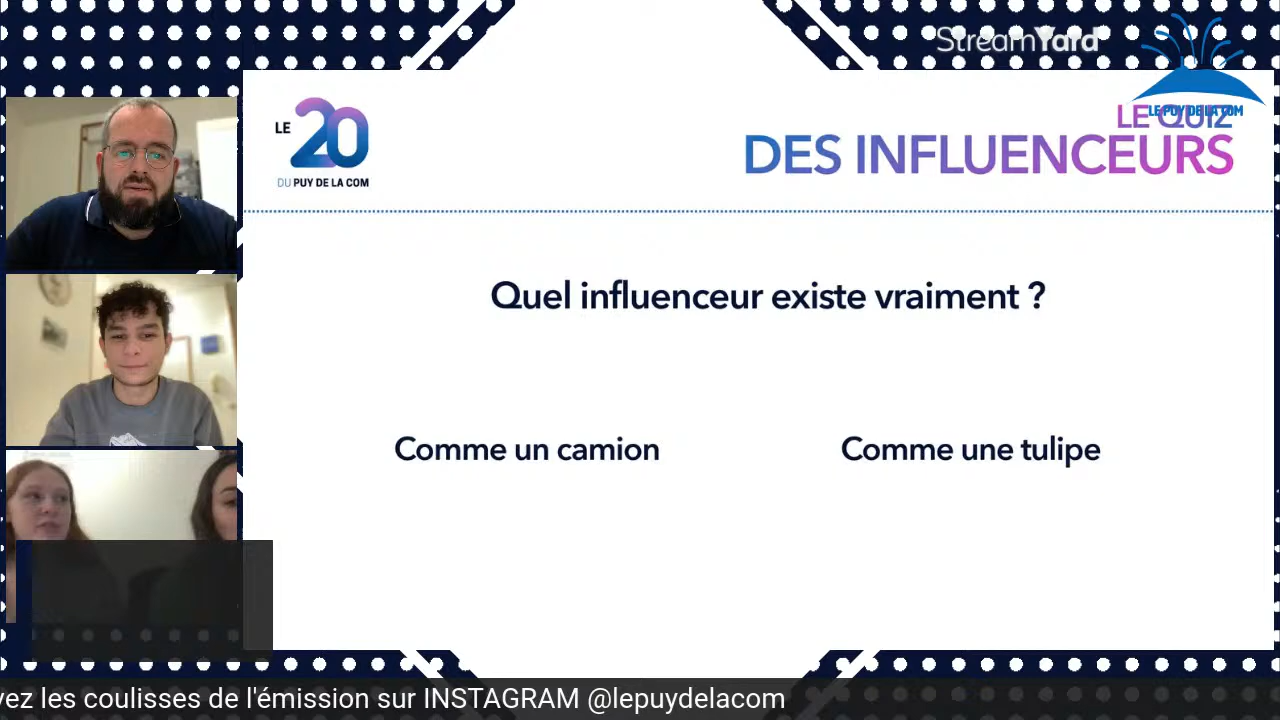 StreamYard
LE PUY DE LA COM
LE 20
DU PUY DE LA COM
LE QUIZ
DES INFLUENCEURS
Quel influenceur existe vraiment ?
Comme un camion
Comme une tulipe
vez les coulisses de l'émission sur INSTAGRAM @lepuydelacom